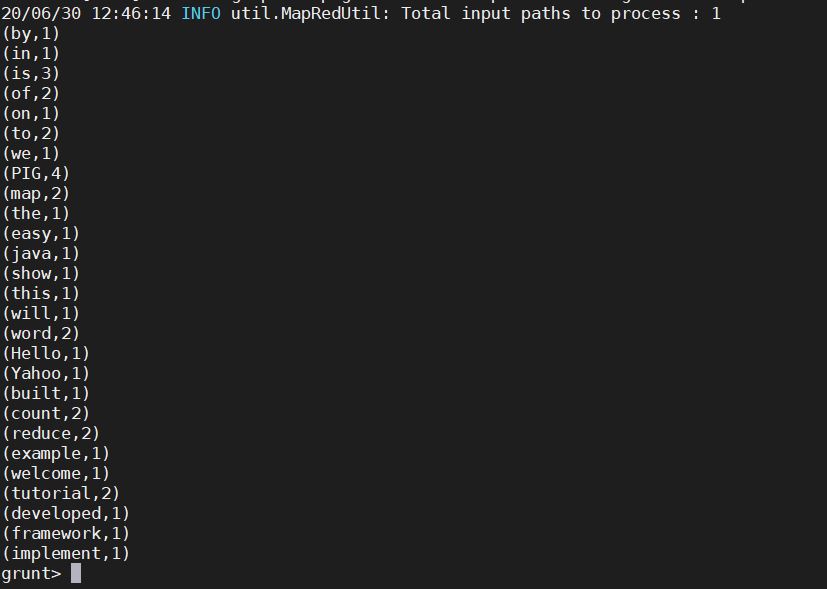 20/06/30 12:46:14 INFO util.MapRedUtil: Total input paths to process : 1
(by,1)
(in,1)
(is,3)
(of,2)
(on,1)
(to,2)
(we,1)
(PIG,4)
(map,2)
(the,1)
(easy,1)
(java,1)
(show,1)
(this,1)
(will,1)
(word,2)
(Hello,1)
(Yahoo,1)
(built,1)
(count,2)
(reduce,2)
(example,1)
(welcome,1)
(tutorial,2)
(developed,1)
(framework,1)
(implement,1)
grunt>